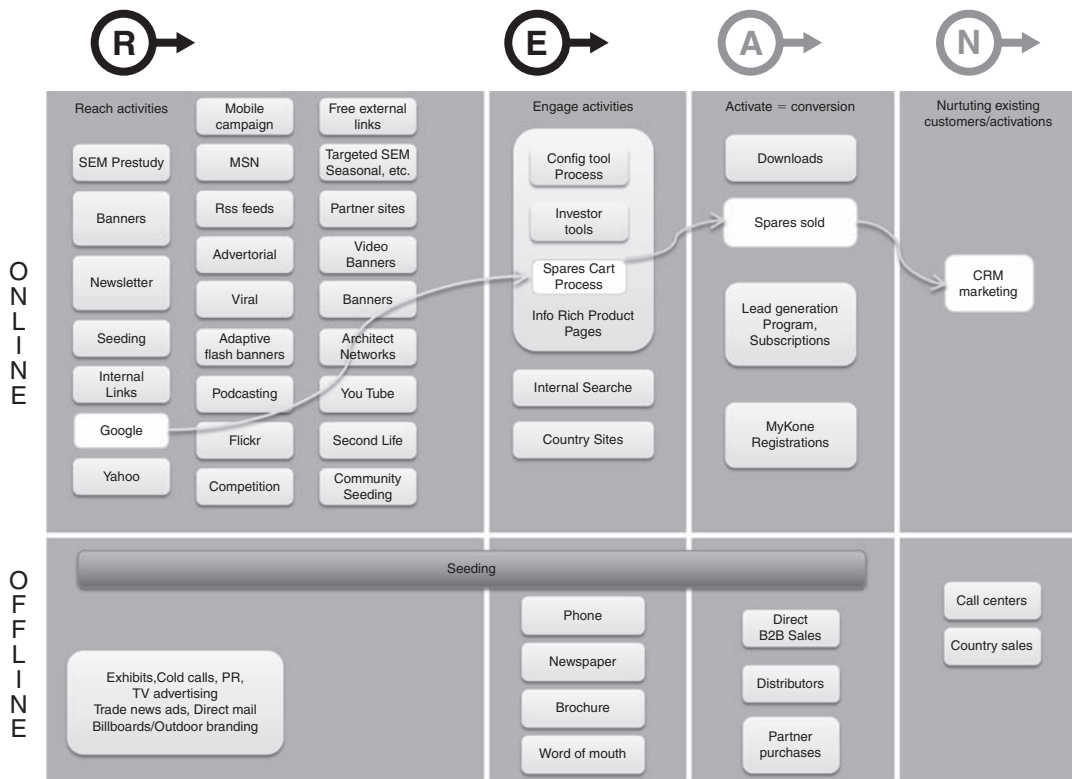 R
E
A
N
ONLINE
Reach activities
SEM Prestudy
Banners
Newsletter
Seeding
Internal
Links
Google
Yahoo
Mobile
campaign
MSN
Rss feeds
Advertorial
Viral
Adaptive
flash banners
Podcasting
Flickr
Competition
Free external
links
Targeted SEM
Seasonal, etc.
Partner sites
Video
Banners
Banners
Architect
Networks
You Tube
Second Life
Community
Seeding
Engage activities
Config tool
Process
Investor
tools
Spares Cart
Process
Info Rich Product
Pages
Internal Searche
Country Sites
Activate = conversion
Downloads
Spares sold
Lead generation
Program,
Subscriptions
MyKone
Registrations
Nurtuting existing
customers/activations
CRM
marketing
OFFLINE
Seeding
Exhibits,Cold calls, PR,
TV advertising
Trade news ads, Direct mail
Billboards/Outdoor branding
Phone
Newspaper
Brochure
Word of mouth
Direct
B2B Sales
Distributors
Partner
purchases
Call centers
Country sales